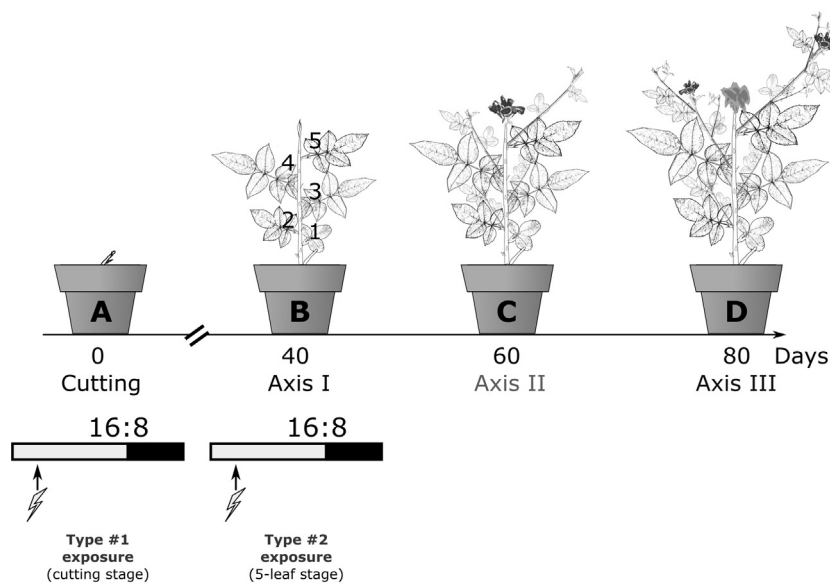 5
4
3
2
1
A
B
C
D
0
40
60
80
Days
Cutting
Axis I
Axis II
Axis III
16:8
16:8
Type #1
exposure
(cutting stage)
Type #2
exposure
(5-leaf stage)